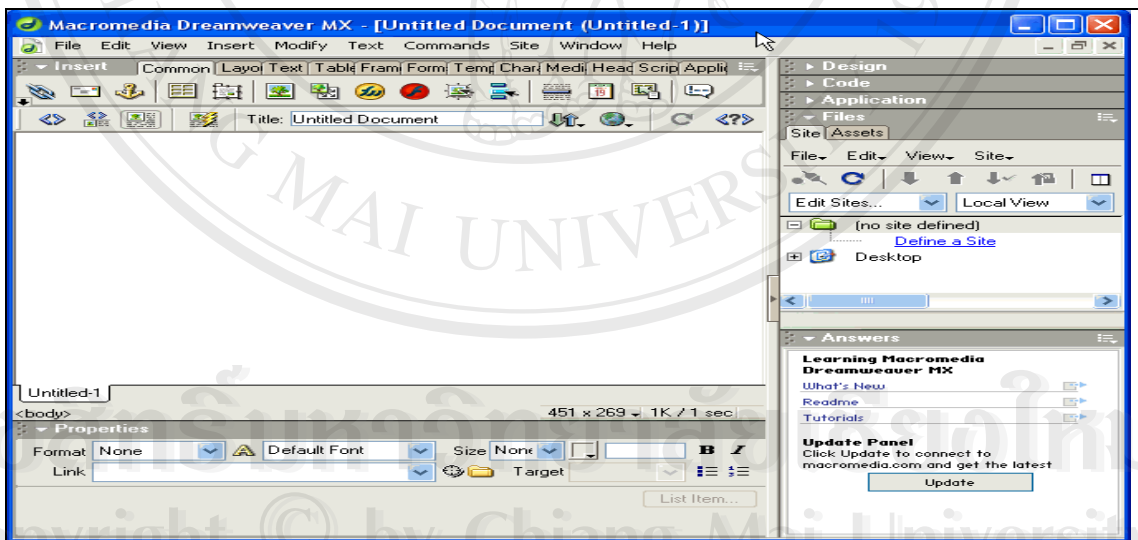 Macromedia Dreamweaver MX - [Untitled Document (Untitled-1)]
File Edit View Insert Modify Text Commands Site Window Help
Insert Common Layo Text Table Fram Form Temp Char Medi Head Scrip Applic
Title: Untitled Document
Untitled-1
<body> 451 x 269 1K / 1 sec
Properties
Format None Default Font Size None B I
Link Target
List Item...
Design
Code
Application
Files
Site Assets
File Edit View Site
Edit Sites... Local View
(no site defined)
Define a Site
Desktop
Answers
Learning Macromedia
Dreamweaver MX
What's New
Readme
Tutorials
Update Panel
Click Update to connect to
macromedia.com and get the latest
Update
G MAI UNIVER
opyright © by Chiang Mai Universit